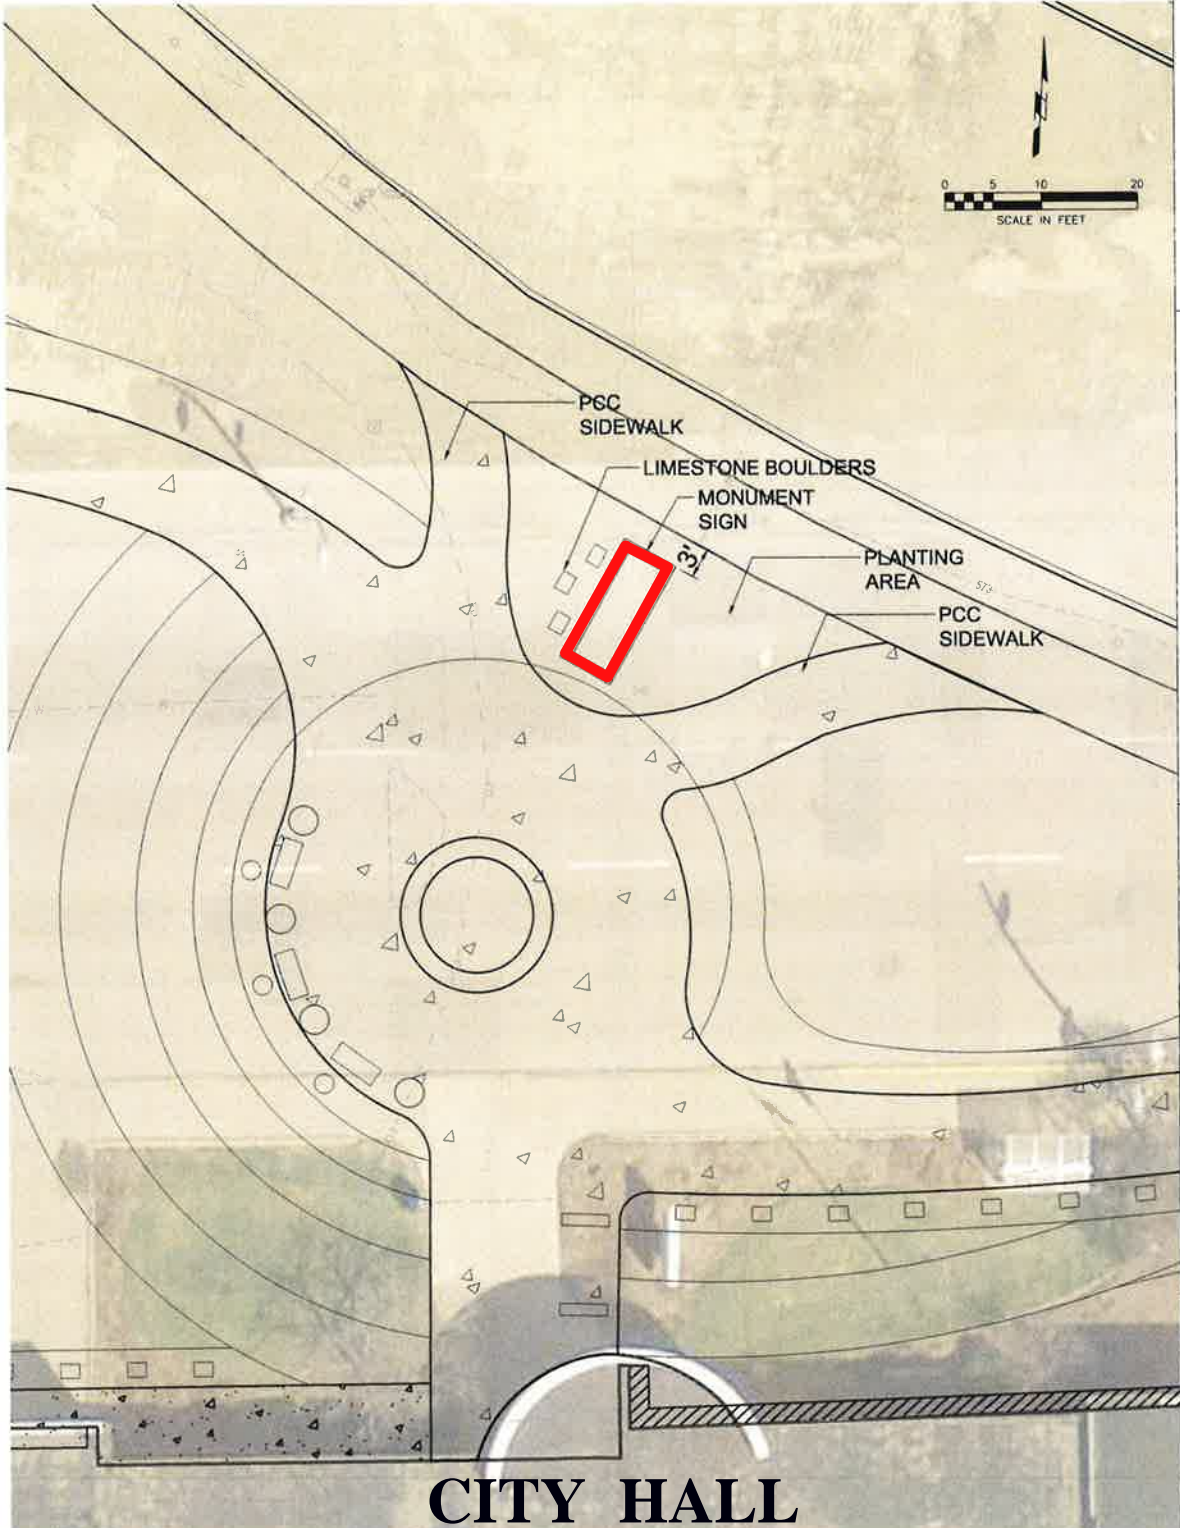 0 5 10 20
SCALE IN FEET
PCC
SIDEWALK
LIMESTONE BOULDERS
MONUMENT
SIGN
3'
PLANTING
AREA
PCC
SIDEWALK
CITY HALL